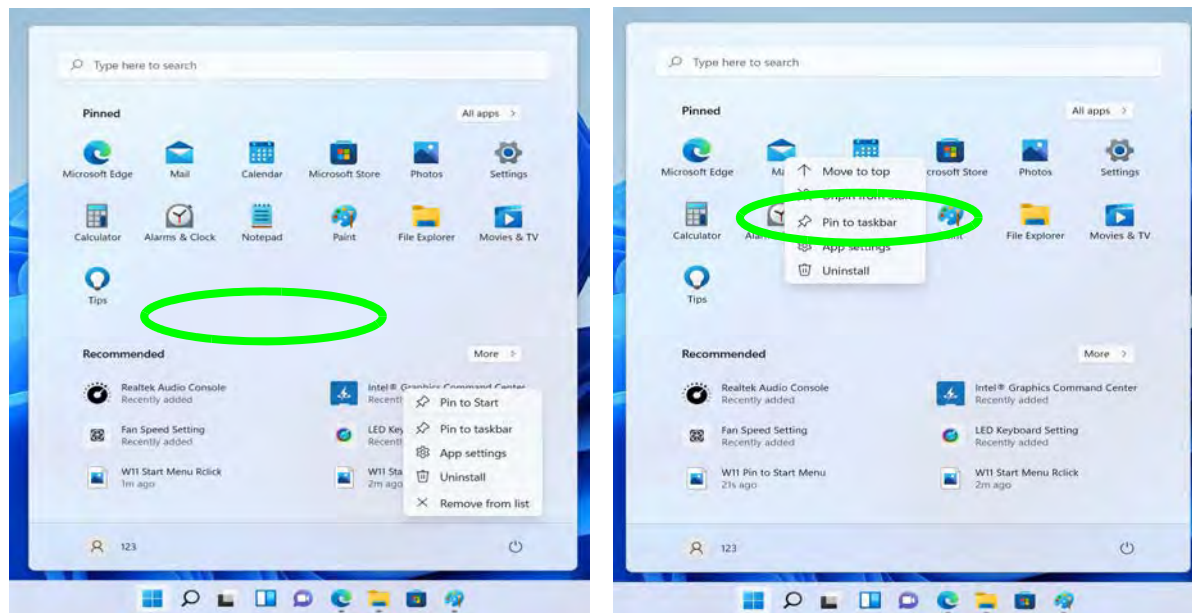 Type here to search
Pinned
All apps >
Microsoft Edge Mail Calendar Microsoft Store Photos Settings
Calculator Alarms & Clock Notepad Paint File Explorer Movies & TV
Tips
Recommended
More >
Realtek Audio Console
Recently added
Intel® Graphics Command Center
Pin to Start
Fan Speed Setting
Recently added
LED
Pin to taskbar
App settings
W11 Start Menu Rclick
1m ago
W11
2m ago
Uninstall
Remove from list
123
Type here to search
Pinned
All apps >
Microsoft Edge Store Photos Settings
Move to top
Unpin from
Calculator File Explorer Movies & TV
Pin to taskbar
App settings
Uninstall
Tips
Recommended
More >
Realtek Audio Console
Recently added
Intel® Graphics Command Center
Recently added
Fan Speed Setting
Recently added
LED Keyboard Setting
Recently added
W11 Pin to Start Menu
21s ago
W11 Start Menu Rclick
2m ago
123